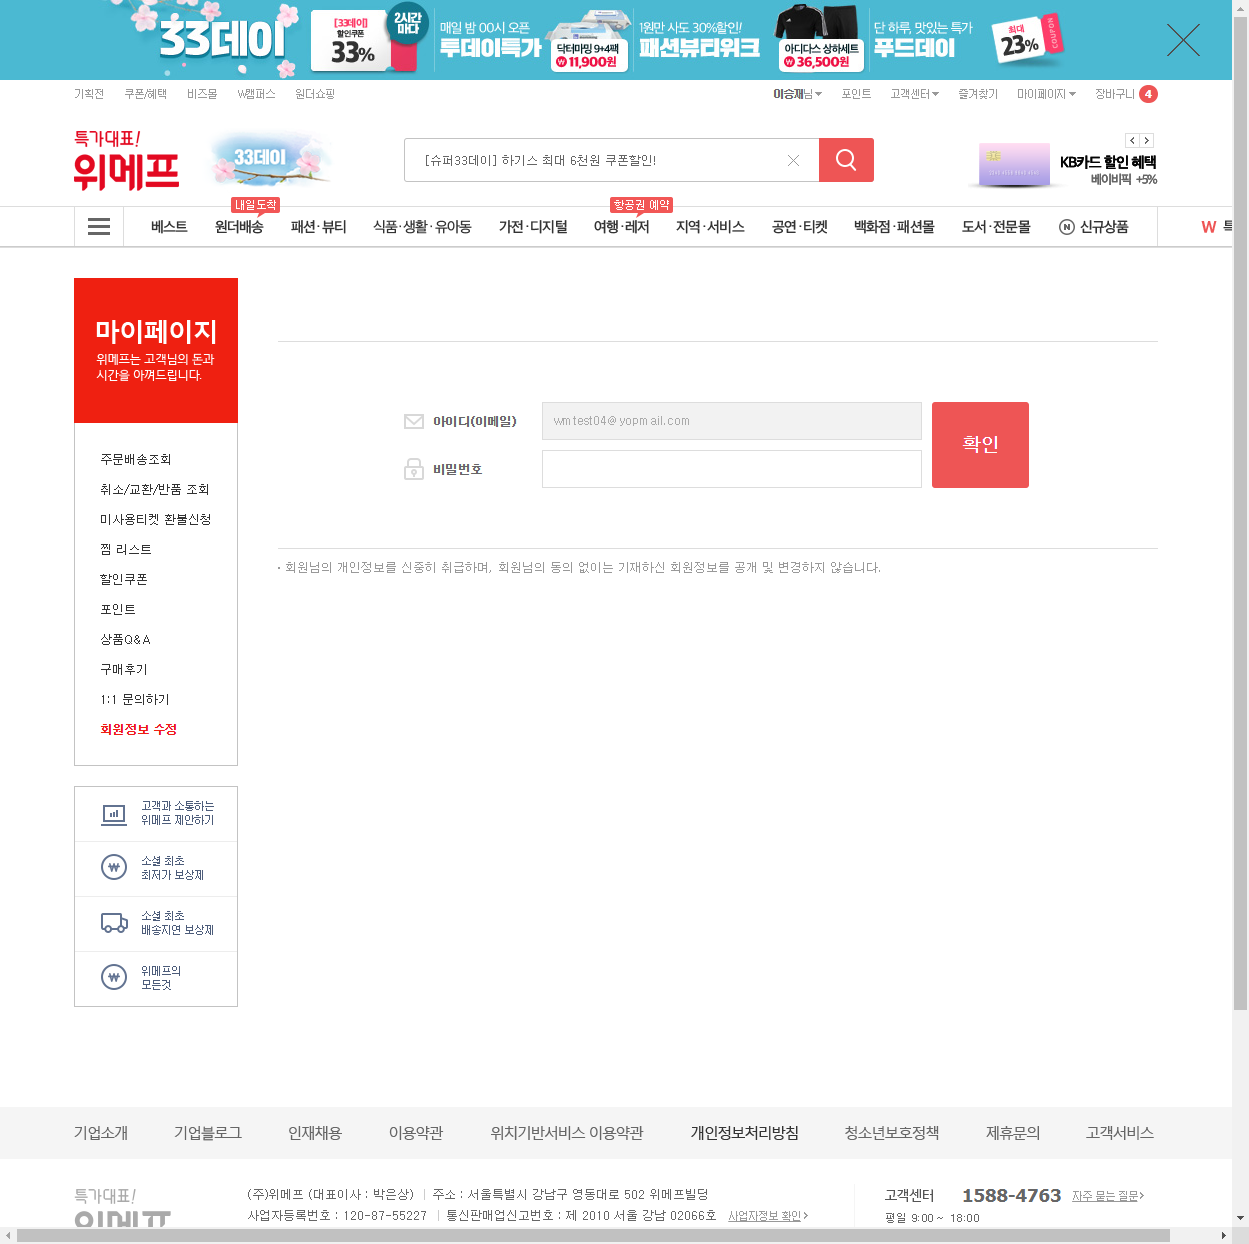 33데이
[33데이]
할인쿠폰
33%
2시간
마다
매일 밤 00시 오픈
투데이특가
닥터마밍 9+4팩
₩11,900원
1원만 사도 30%할인!
패션뷰티위크
아디다스 상하세트
₩36,500원
단 하루, 맛있는 특가
푸드데이
최대
23%
COUPON
기획전 쿠폰/혜택 비즈몰 W캠퍼스 원더쇼핑
이승재님 포인트 고객센터 즐겨찾기 마이페이지 장바구니 4
특가대표!
위메프
33데이
[슈퍼33데이] 하기스 최대 6천원 쿠폰할인!
KB카드 할인 혜택
베이비픽 +5%
내일도착
항공권 예약
베스트 원더배송 패션·뷰티 식품·생활·유아동 가전·디지털 여행·레저 지역·서비스 공연·티켓 백화점·패션몰 도서·전문몰 N 신규상품 W 특
마이페이지
위메프는 고객님의 돈과
시간을 아껴드립니다.
주문배송조회
취소/교환/반품 조회
미사용티켓 환불신청
찜 리스트
할인쿠폰
포인트
상품Q&A
구매후기
1:1 문의하기
회원정보 수정
아이디(이메일) wmtest04@yopmail.com
비밀번호
확인
· 회원님의 개인정보를 신중히 취급하며, 회원님의 동의 없이는 기재하신 회원정보를 공개 및 변경하지 않습니다.
고객과 소통하는
위메프 제안하기
소셜 최초
최저가 보상제
소셜 최초
배송지연 보상제
위메프의
모든것
기업소개 기업블로그 인재채용 이용약관 위치기반서비스 이용약관 개인정보처리방침 청소년보호정책 제휴문의 고객서비스
특가대표!
위메프
(주)위메프 (대표이사 : 박은상) | 주소 : 서울특별시 강남구 영동대로 502 위메프빌딩
사업자등록번호 : 120-87-55227 | 통신판매업신고번호 : 제 2010 서울 강남 02066호 사업자정보 확인>
고객센터 1588-4763 자주 묻는 질문>
평일 9:00 ~ 18:00